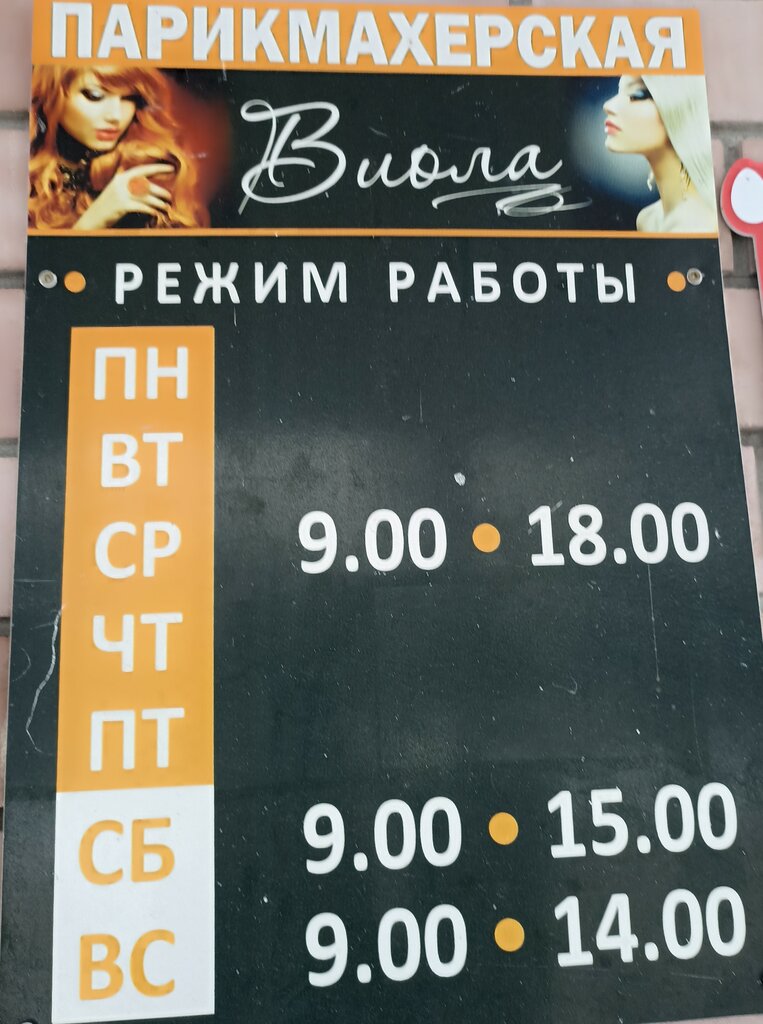 ПАРИКМАХЕРСКАЯ
Виола
РЕЖИМ РАБОТЫ
ПН
ВТ
СР 9.00 • 18.00
ЧТ
ПТ
СБ 9.00 • 15.00
ВС 9.00 • 14.00